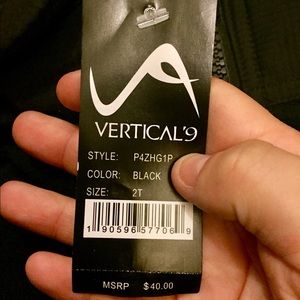 VERTICAL'9
STYLE: P4ZHG1P
COLOR: BLACK
SIZE: 2T
1 90596 57706 9
MSRP $40.00